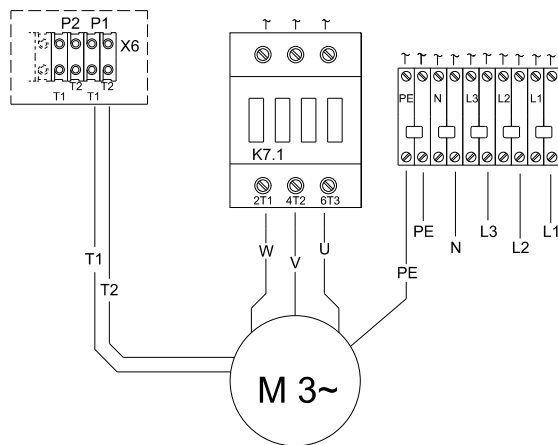 P2 P1
X6
T2 T2
T1 T1
K7.1
2T1 4T2 6T3
PE N L3 L2 L1
W V U
PE N L3 L2 L1
T1
T2
PE
M 3~